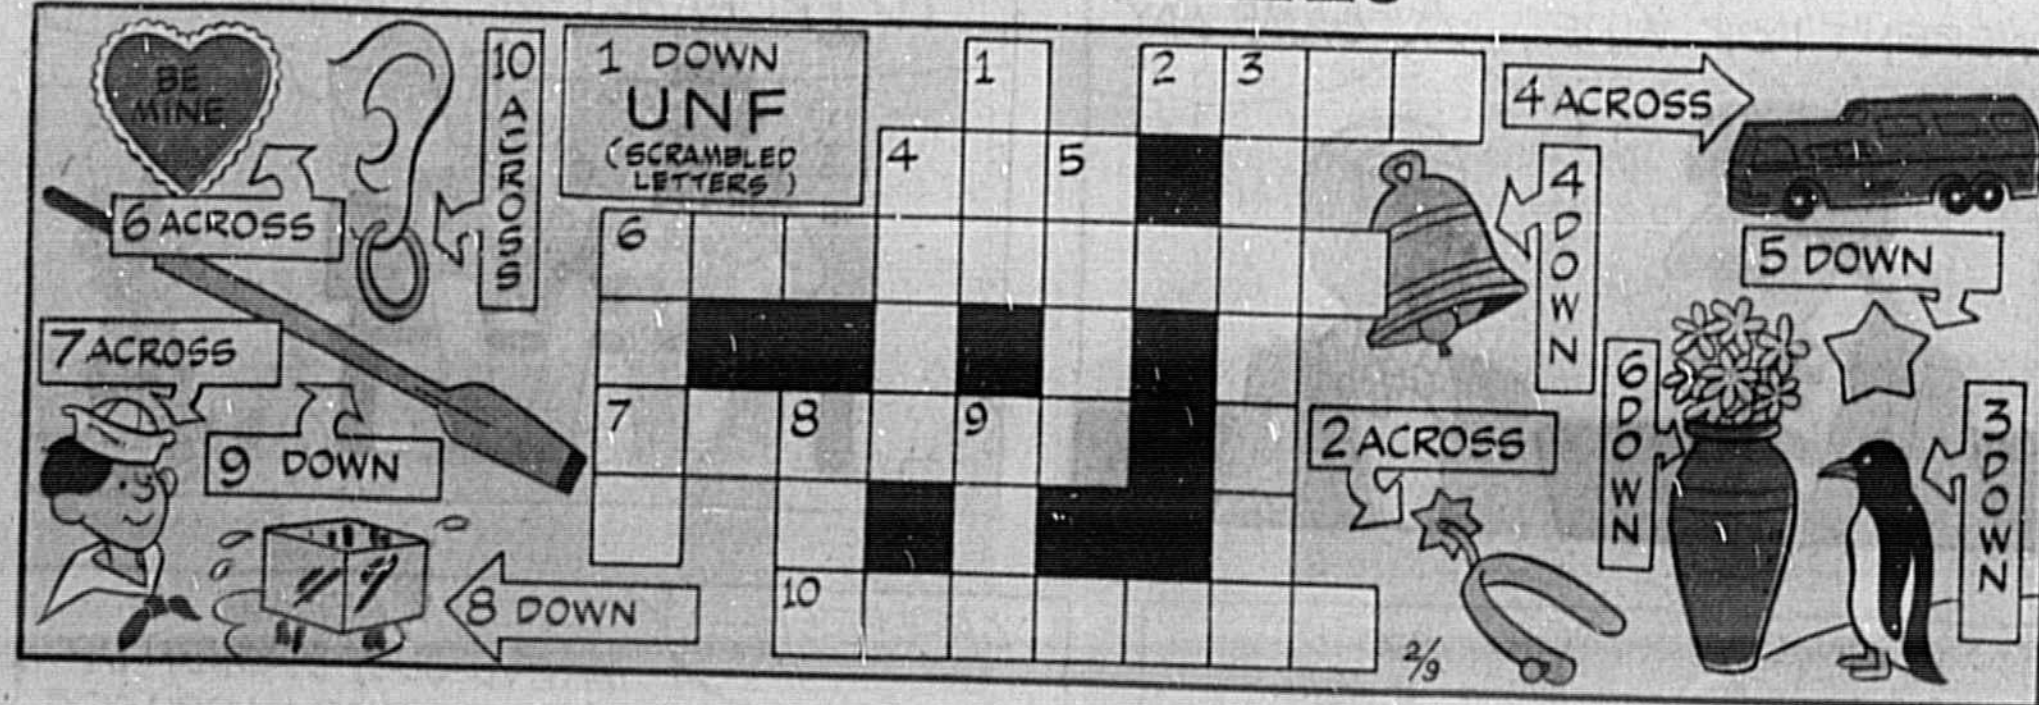 BE
MINE
6 ACROSS
10 ACROSS
1 DOWN
UNF
(SCRAMBLED
LETTERS)
1
2
3
4 ACROSS
4
5
4 DOWN
6
5 DOWN
7 ACROSS
7
8
9
2 ACROSS
6 DOWN
3 DOWN
9 DOWN
8 DOWN
10
2/9